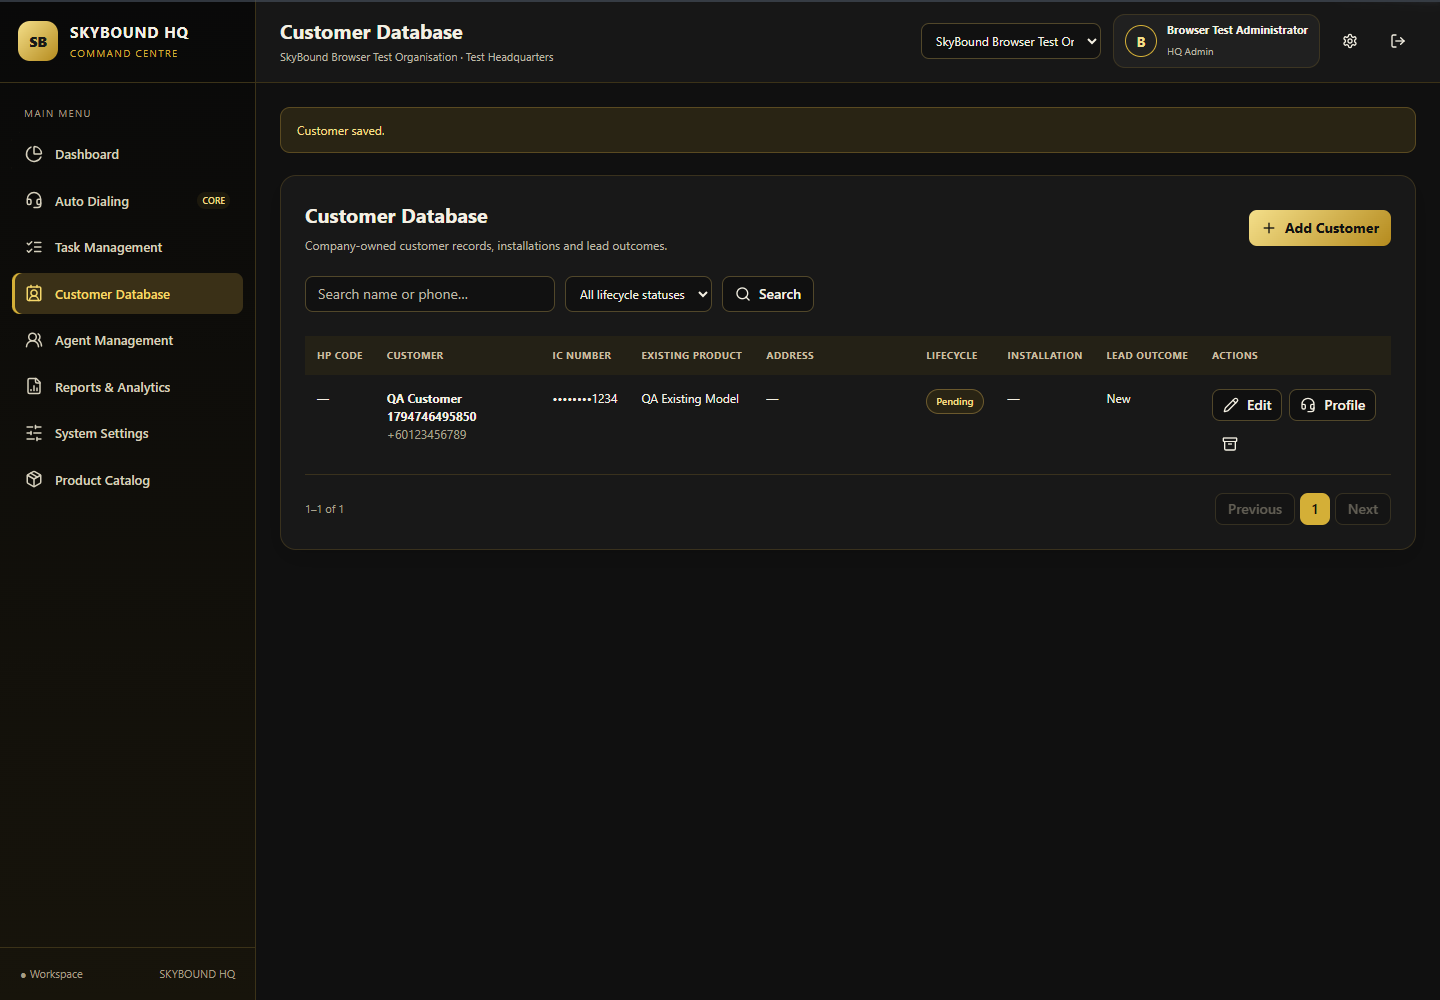 SB
SKYBOUND HQ
COMMAND CENTRE
MAIN MENU
Dashboard
Auto Dialing CORE
Task Management
Customer Database
Agent Management
Reports & Analytics
System Settings
Product Catalog
Workspace SKYBOUND HQ
Customer Database
SkyBound Browser Test Organisation · Test Headquarters
SkyBound Browser Test Or
B
Browser Test Administrator
HQ Admin
Customer saved.
Customer Database
Company-owned customer records, installations and lead outcomes.
+ Add Customer
Search name or phone...
All lifecycle statuses
Search
HP CODE CUSTOMER IC NUMBER EXISTING PRODUCT ADDRESS LIFECYCLE INSTALLATION LEAD OUTCOME ACTIONS
— QA Customer ••••••••1234 QA Existing Model — Pending — New Edit Profile
1794746495850
+60123456789
1–1 of 1
Previous 1 Next